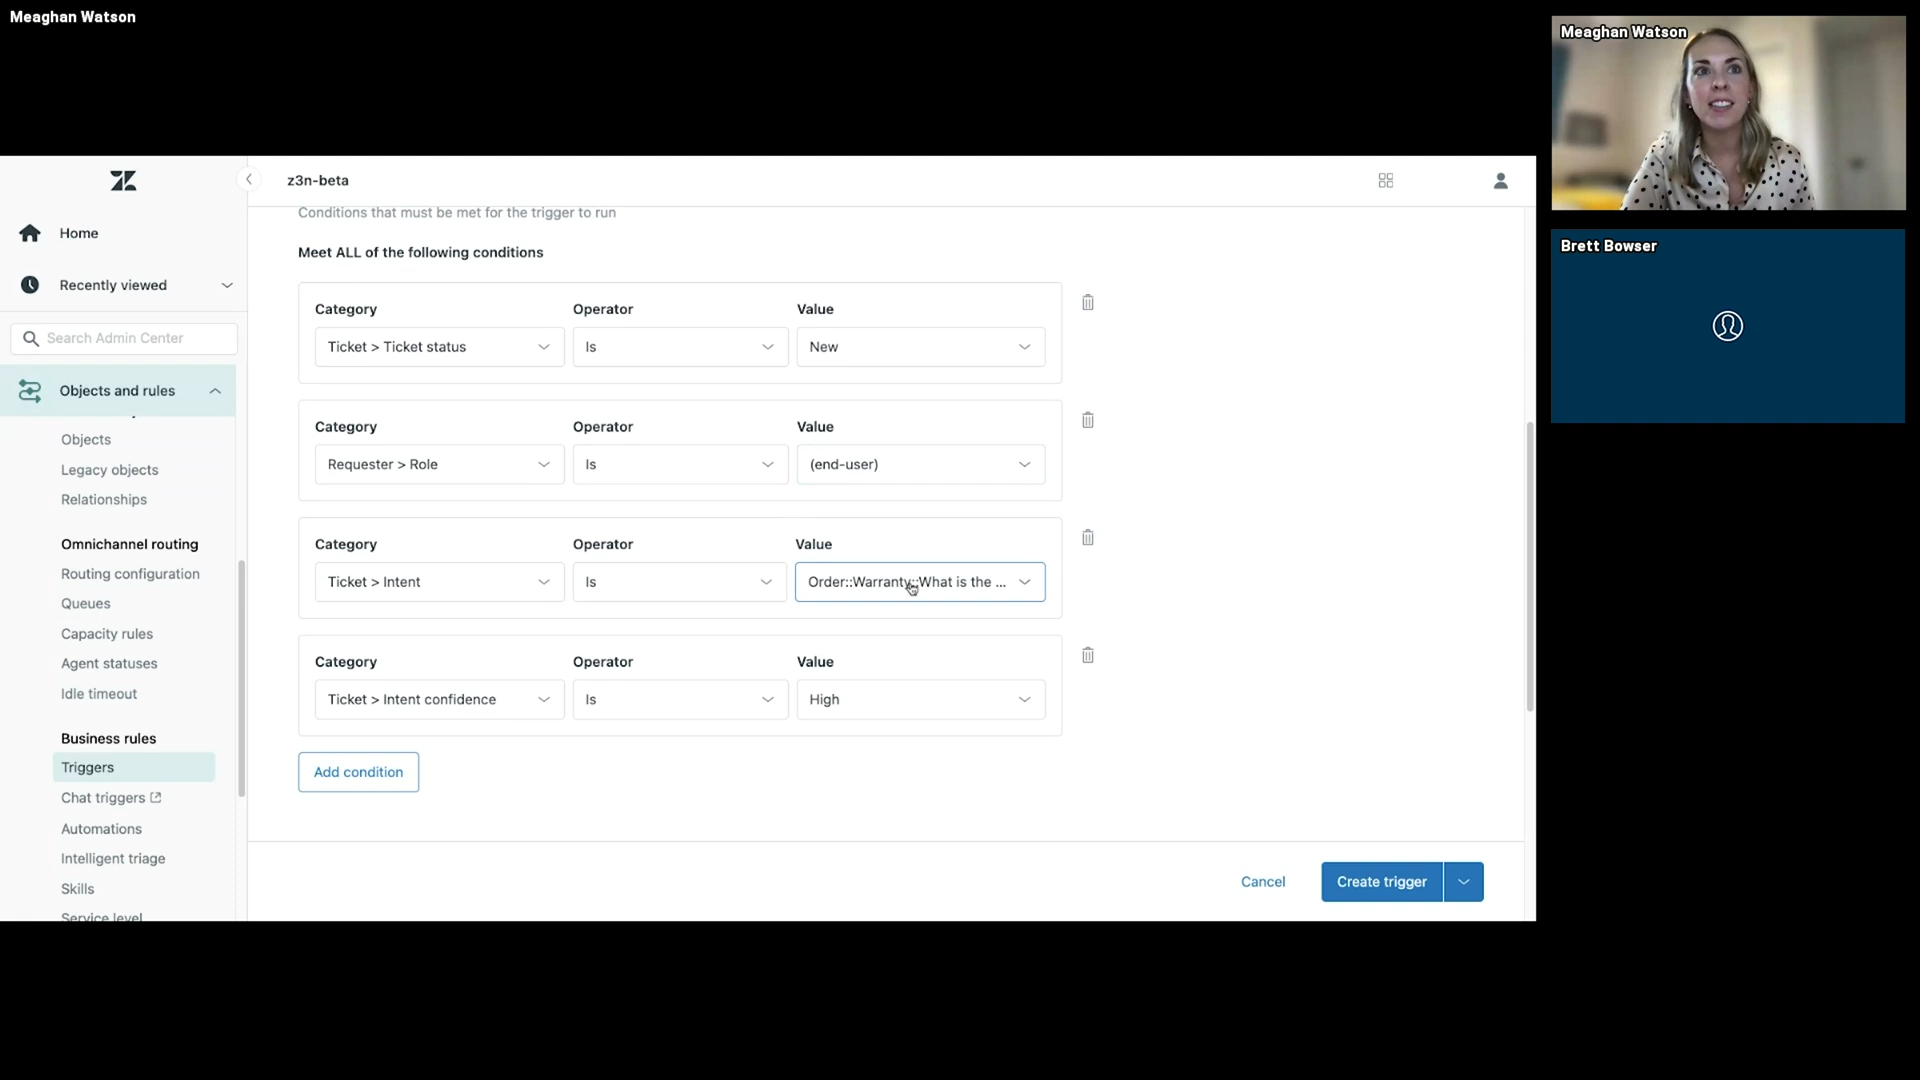 Meaghan Watson
Meaghan Watson
Brett Bowser
z3n-beta
Home
Recently viewed
Search Admin Center
Objects and rules
Objects
Legacy objects
Relationships
Omnichannel routing
Routing configuration
Queues
Capacity rules
Agent statuses
Idle timeout
Business rules
Triggers
Chat triggers
Automations
Intelligent triage
Skills
Service level
Conditions that must be met for the trigger to run
Meet ALL of the following conditions
Category Operator Value
Ticket > Ticket status Is New
Category Operator Value
Requester > Role Is (end-user)
Category Operator Value
Ticket > Intent Is Order::Warranty::What is the ...
Category Operator Value
Ticket > Intent confidence Is High
Add condition
Cancel Create trigger